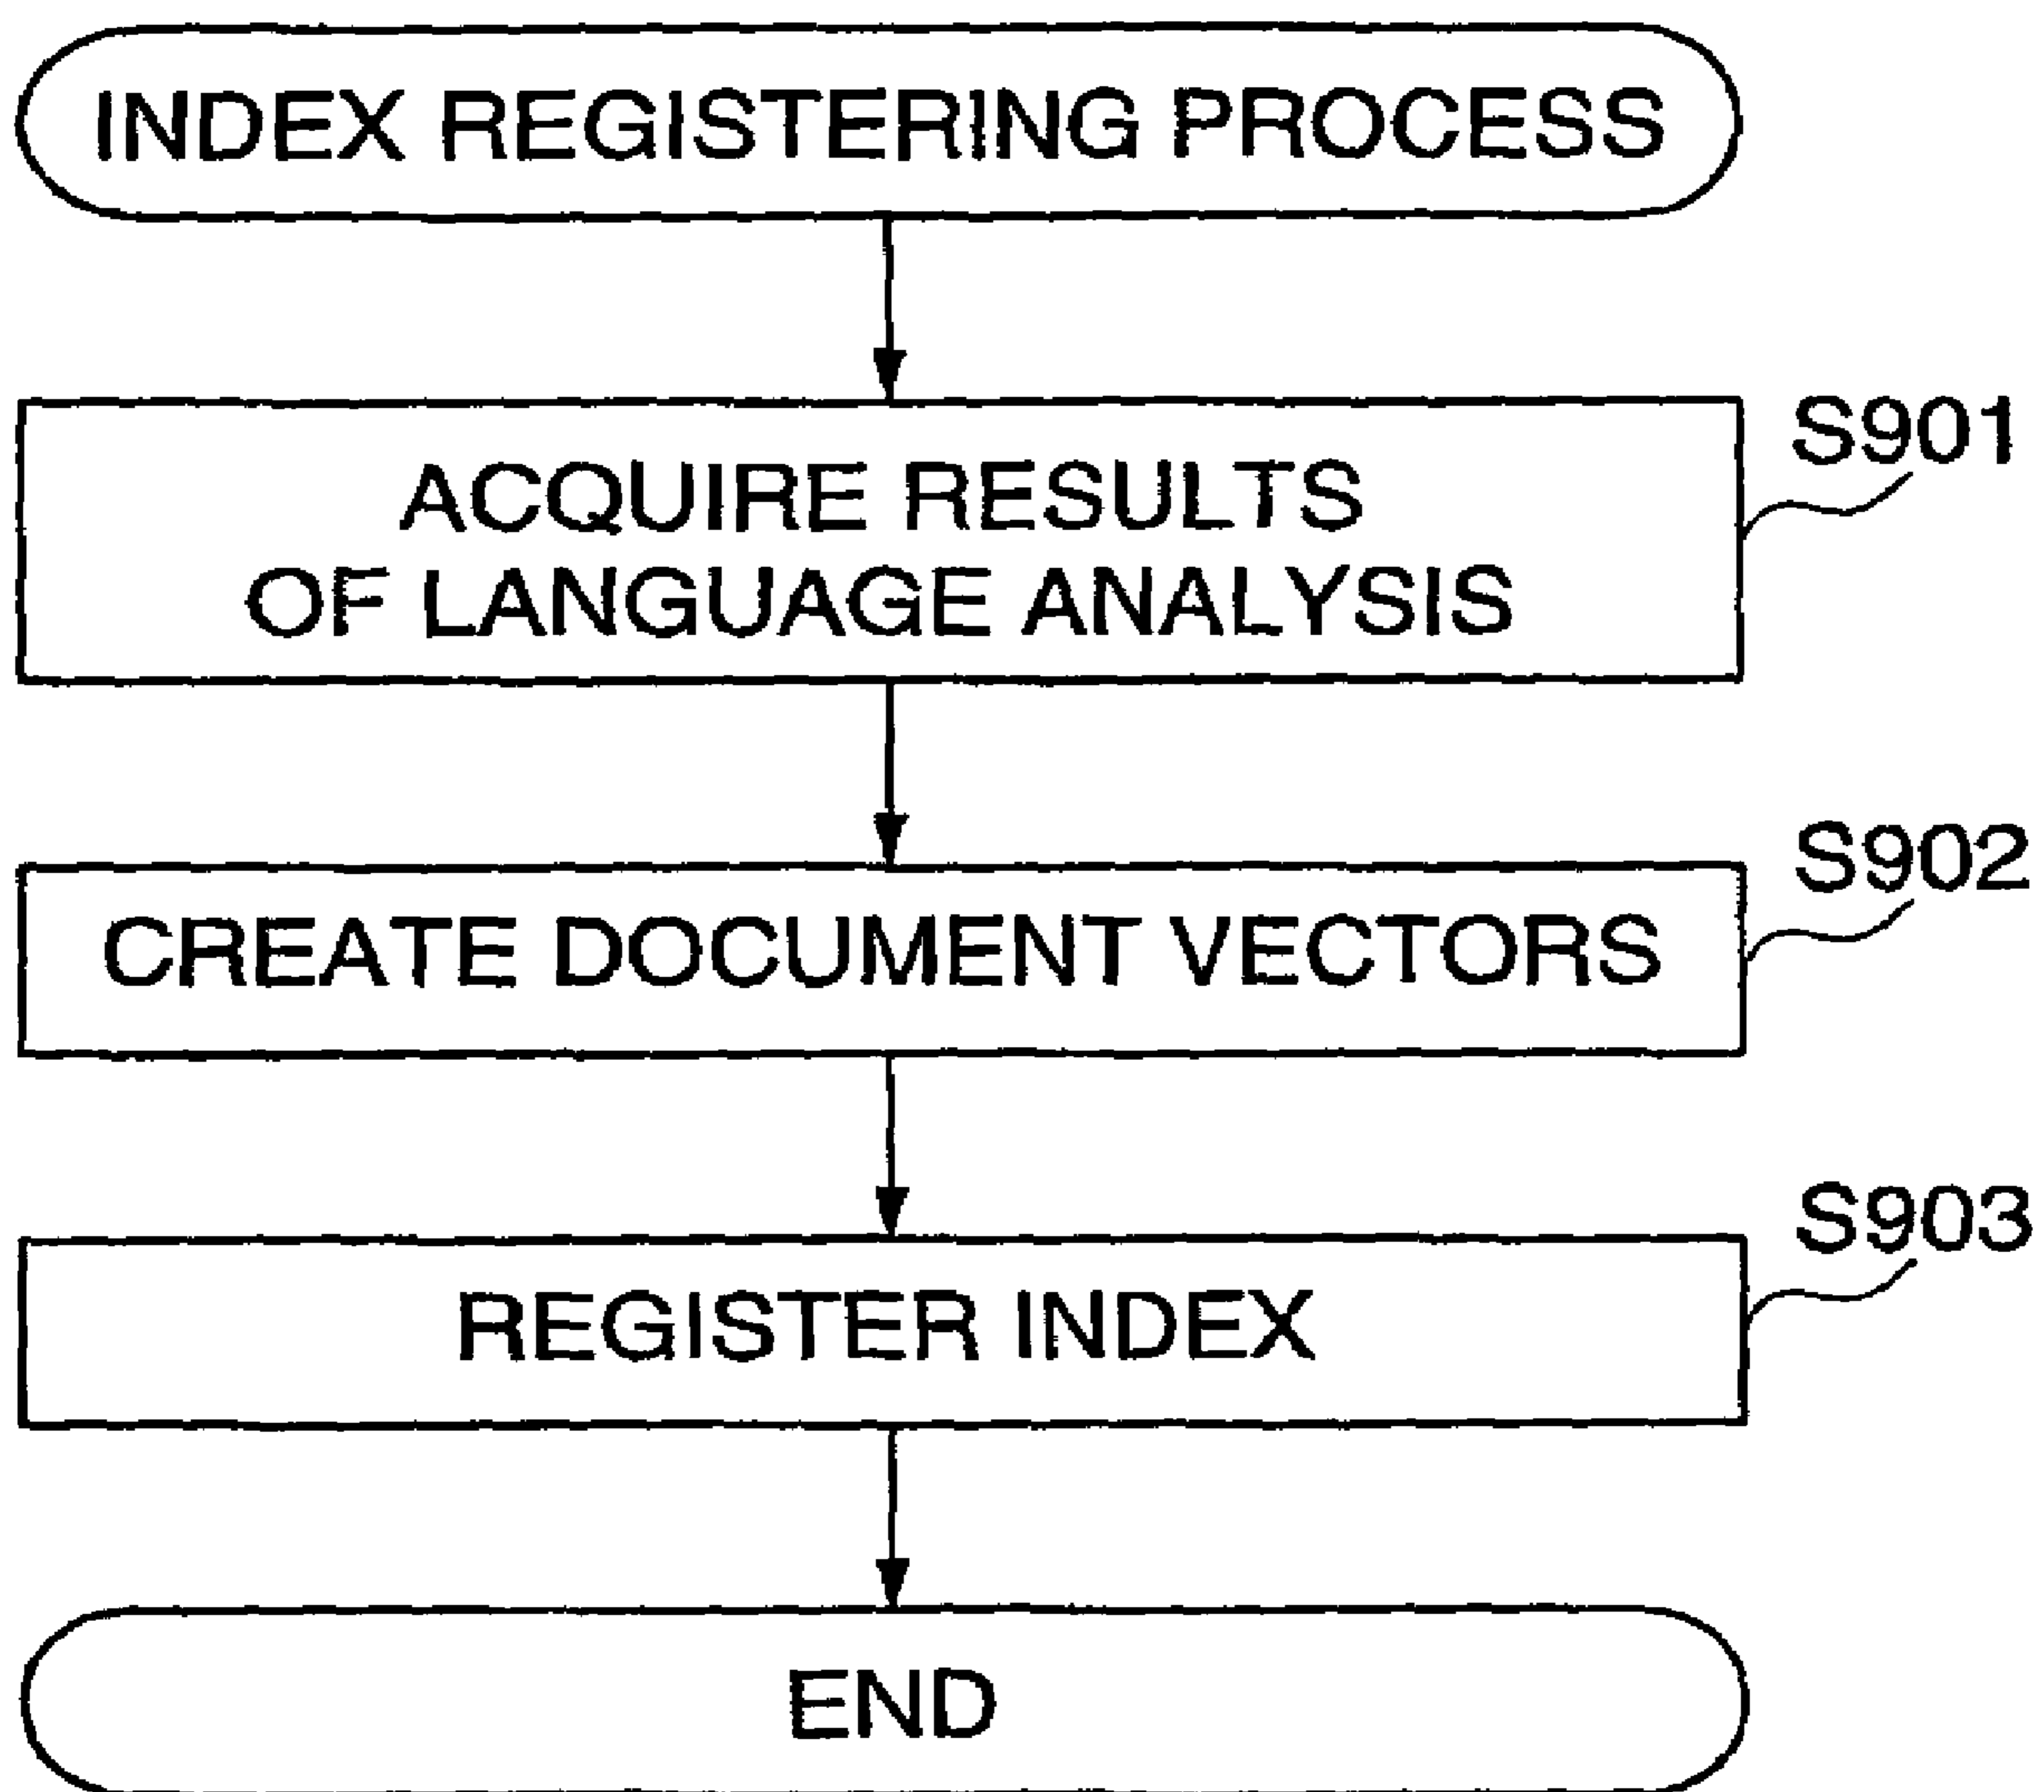 INDEX REGISTERING PROCESS
S901
ACQUIRE RESULTS
OF LANGUAGE ANALYSIS
S902
CREATE DOCUMENT VECTORS
S903
REGISTER INDEX
END